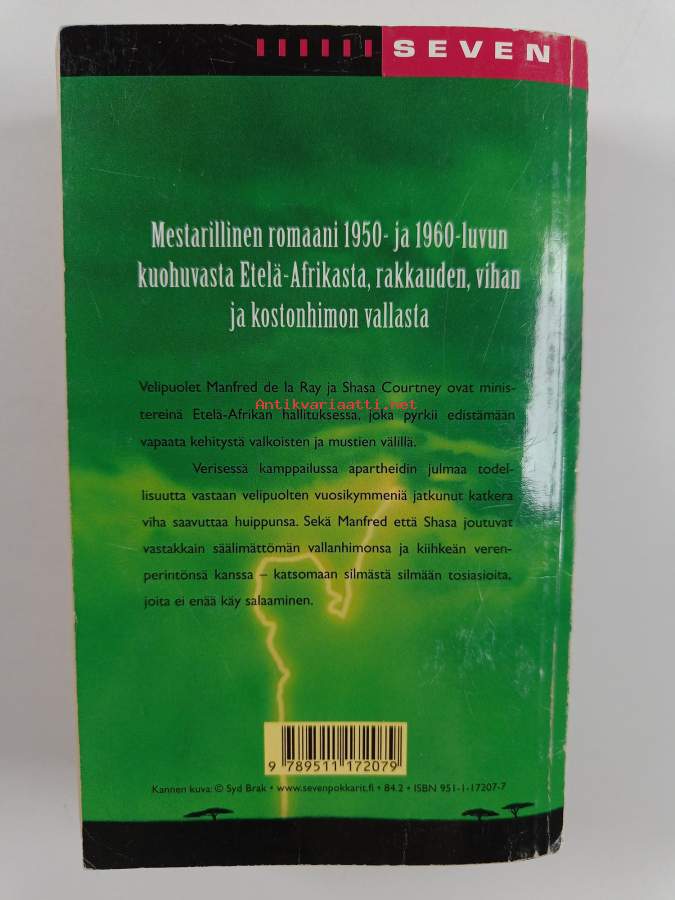 SEVEN
Mestarillinen romaani 1950- ja 1960-luvun
kuohuvasta Etelä-Afrikasta, rakkauden, vihan
ja kostonhimon vallasta
Velipuolet Manfred de la Ray ja Shasa Courtney ovat minis-
Antikvariaatti.net
tereinä Etelä-Afrikan hallituksessa, joka pyrkii edistämään
vapaata kehitystä valkoisten ja mustien välillä.
Verisessä kamppailussa apartheidin julmaa todel-
lisuutta vastaan velipuolten vuosikymmeniä jatkunut katkera
viha saavuttaa huippunsa. Sekä Manfred että Shasa joutuvat
vastakkain säälimättömän vallanhimonsa ja kiihkeän veren-
perintönsä kanssa – katsomaan silmästä silmään tosiasioita,
joita ei enää käy salaaminen.
9 789511 172079
Kannen kuva: © Syd Brak • www.sevenpokkarit.fi • 84.2 • ISBN 951-1-17207-7